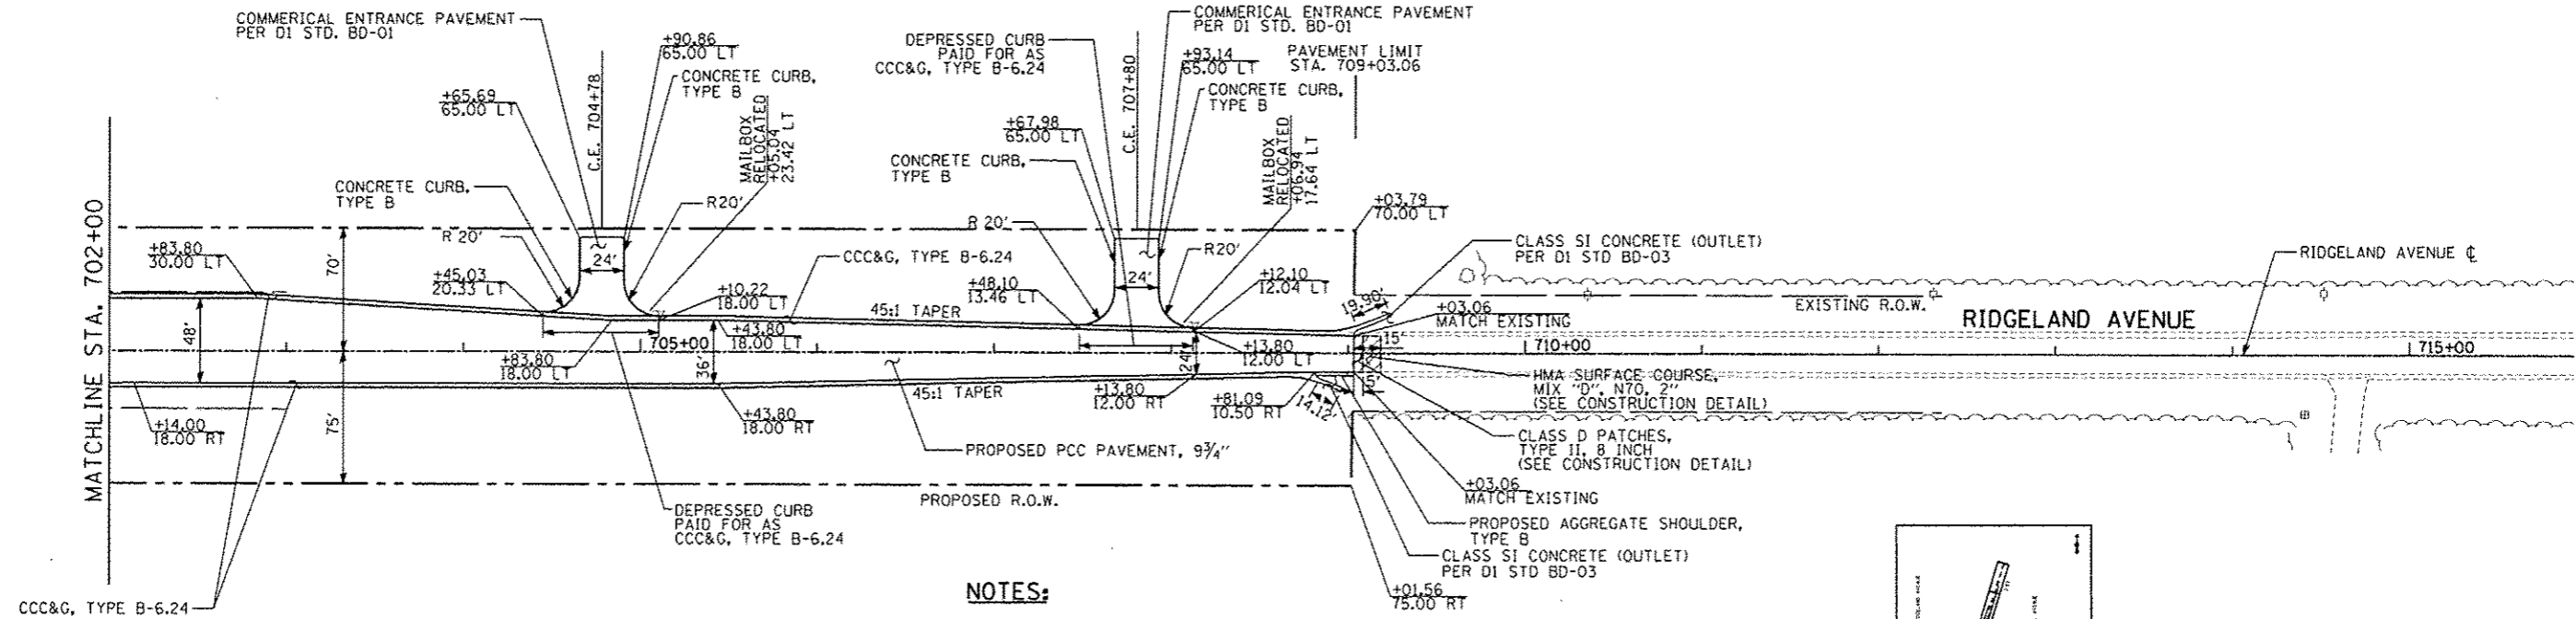 COMMERICAL ENTRANCE PAVEMENT
PER D1 STD. BD-01
+90.86
65.00 LT
CONCRETE CURB,
TYPE B
+65.69
65.00 LT
C.E. 704+78
MAILBOX
RELOCATED
+05.04
23.42 LT
CONCRETE CURB,
TYPE B
R 20'
R20'
24'
DEPRESSED CURB
PAID FOR AS
CCC&G, TYPE B-6.24
COMMERICAL ENTRANCE PAVEMENT
PER D1 STD. BD-01
+93.14
65.00 LT
PAVEMENT LIMIT
STA. 709+03.06
CONCRETE CURB,
TYPE B
+67.98
65.00 LT
C.E. 707+80
MAILBOX
RELOCATED
+06.94
17.64 LT
CONCRETE CURB,
TYPE B
R 20'
R20'
24'
+03.79
70.00 LT
CLASS SI CONCRETE (OUTLET)
PER D1 STD BD-03
RIDGELAND AVENUE ℄
MATCHLINE STA. 702+00
+83.80
30.00 LT
70'
+45.03
20.33 LT
+10.22
18.00 LT
CCC&G, TYPE B-6.24
45:1 TAPER
+48.10
13.46 LT
+12.10
12.04 LT
19.90'
+03.06
MATCH EXISTING
EXISTING R.O.W.
RIDGELAND AVENUE
48'
+83.80
18.00 LT
705+00
36'
+43.80
18.00 LT
24'
+13.80
12.00 LT
15'
710+00
715+00
+14.00
18.00 RT
75'
+43.80
18.00 RT
45:1 TAPER
+13.80
12.00 RT
+81.09
10.50 RT
14.12'
15'
HMA SURFACE COURSE,
MIX "D", N70, 2"
(SEE CONSTRUCTION DETAIL)
PROPOSED PCC PAVEMENT, 9¾"
CLASS D PATCHES,
TYPE II, 8 INCH
(SEE CONSTRUCTION DETAIL)
+03.06
MATCH EXISTING
PROPOSED R.O.W.
DEPRESSED CURB
PAID FOR AS
CCC&G, TYPE B-6.24
PROPOSED AGGREGATE SHOULDER,
TYPE B
CLASS SI CONCRETE (OUTLET)
PER D1 STD BD-03
+01.56
75.00 RT
CCC&G, TYPE B-6.24
NOTES: